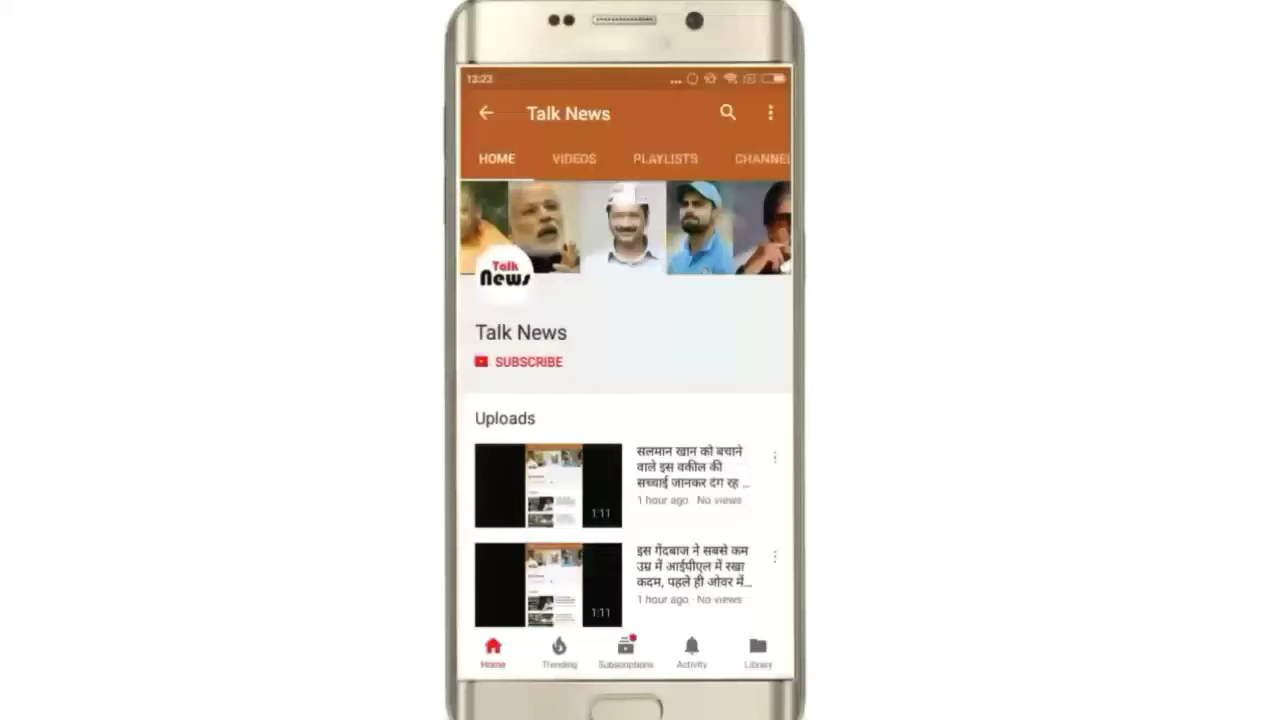 12:23
Talk News
HOME VIDEOS PLAYLISTS CHANNEL
Talk
News
Talk News
SUBSCRIBE
Uploads
सलमान खान को बचाने
वाले इस वकील की
सच्चाई जानकर दंग रह ...
1 hour ago · No views
1:11
इस गेंदबाज ने सबसे कम
उम्र में आईपीएल में रखा
कदम, पहले ही ओवर में...
1 hour ago · No views
1:11
Home Trending Subscriptions Activity Library